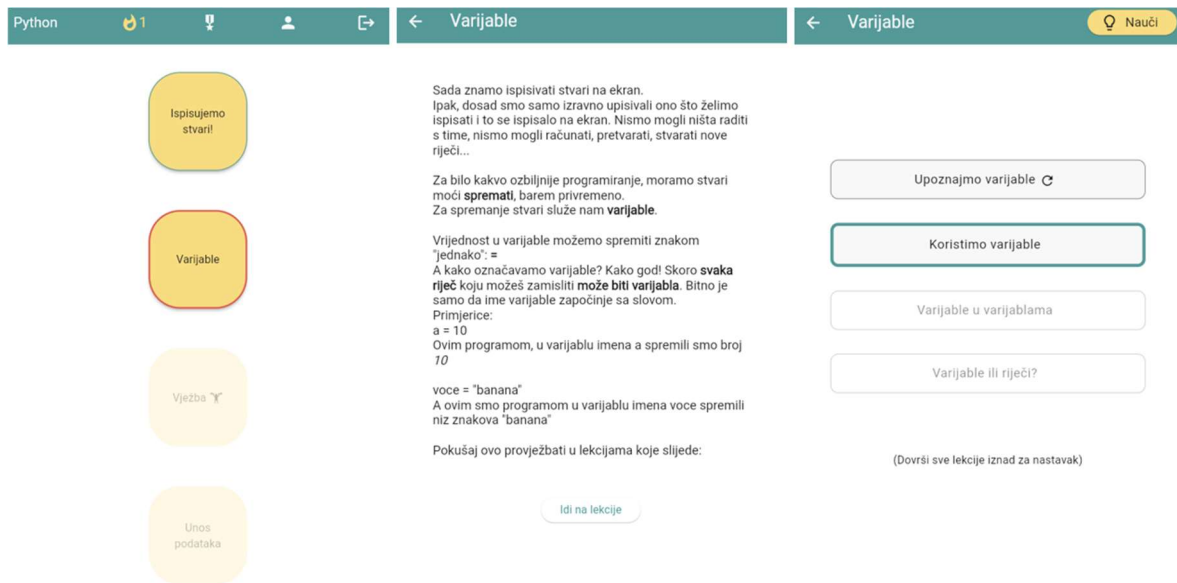 Python
1
Ispisujemo
stvari!
Varijable
Vježba
Unos
podataka
Varijable
Sada znamo ispisivati stvari na ekran.
Ipak, dosad smo samo izravno upisivali ono što želimo
ispisati i to se ispisalo na ekran. Nismo mogli ništa raditi
s time, nismo mogli računati, pretvarati, stvarati nove
riječi...
Za bilo kakvo ozbiljnije programiranje, moramo stvari
moći spremati, barem privremeno.
Za spremanje stvari služe nam varijable.
Vrijednost u varijable možemo spremiti znakom
"jednako": =
A kako označavamo varijable? Kako god! Skoro svaka
riječ koju možeš zamisliti može biti varijabla. Bitno je
samo da ime varijable započinje sa slovom.
Primjerice:
a = 10
Ovim programom, u varijablu imena a spremili smo broj
10
voce = "banana"
A ovim smo programom u varijablu imena voce spremili
niz znakova "banana"
Pokušaj ovo provježbati u lekcijama koje slijede:
Idi na lekcije
Varijable
Nauči
Upoznajmo varijable
Koristimo varijable
Varijable u varijablama
Varijable ili riječi?
(Dovrši sve lekcije iznad za nastavak)